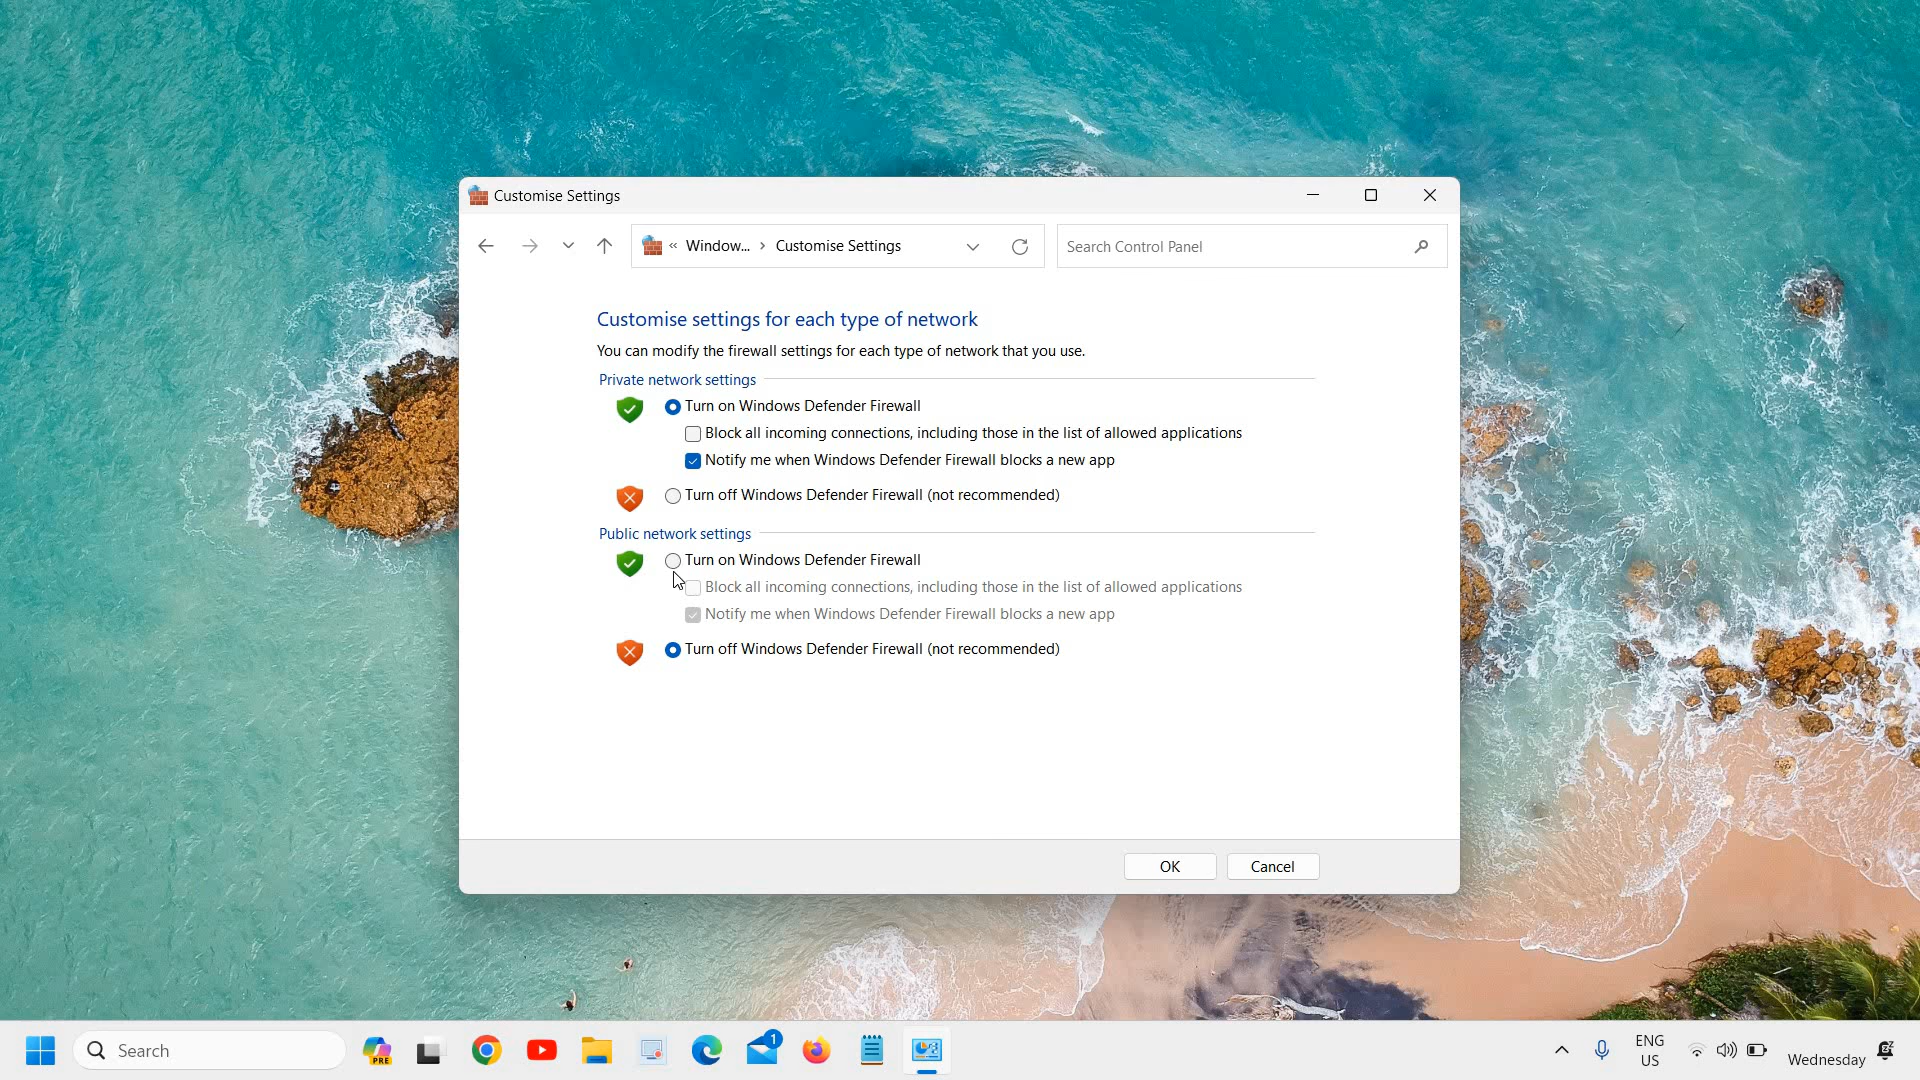 Customise Settings
« Window... > Customise Settings
Search Control Panel
Customise settings for each type of network
You can modify the firewall settings for each type of network that you use.
Private network settings
Turn on Windows Defender Firewall
Block all incoming connections, including those in the list of allowed applications
Notify me when Windows Defender Firewall blocks a new app
Turn off Windows Defender Firewall (not recommended)
Public network settings
Turn on Windows Defender Firewall
Block all incoming connections, including those in the list of allowed applications
Notify me when Windows Defender Firewall blocks a new app
Turn off Windows Defender Firewall (not recommended)
OK
Cancel
Search
PRE
1
ENG
US
Wednesday